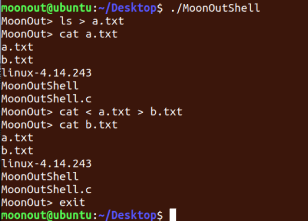 moonout@ubuntu:~/Desktop$ ./MoonOutShell
MoonOut> ls > a.txt
MoonOut> cat a.txt
a.txt
b.txt
linux-4.14.243
MoonOutShell
MoonOutShell.c
MoonOut> cat < a.txt > b.txt
MoonOut> cat b.txt
a.txt
b.txt
linux-4.14.243
MoonOutShell
MoonOutShell.c
MoonOut> exit
moonout@ubuntu:~/Desktop$